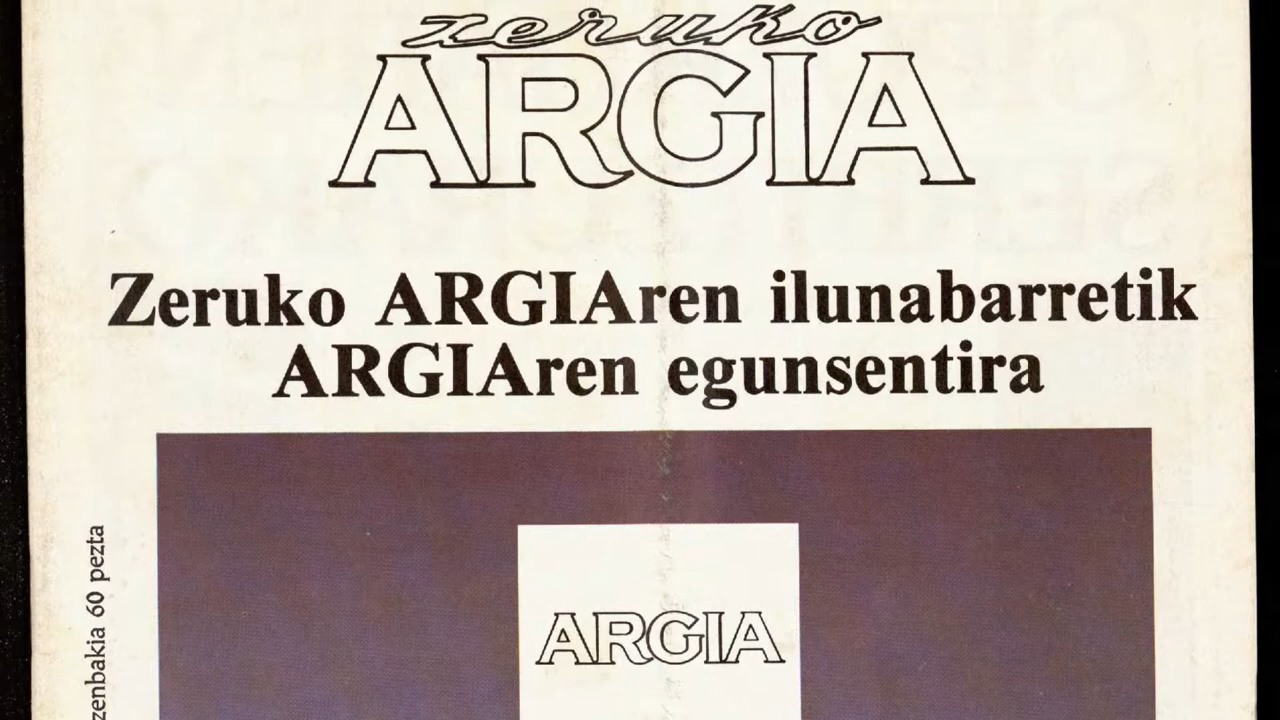 zeruko
ARGIA
Zeruko ARGIAren ilunabarretik
ARGIAren egunsentira
zenbakia 60 pezta
ARGIA